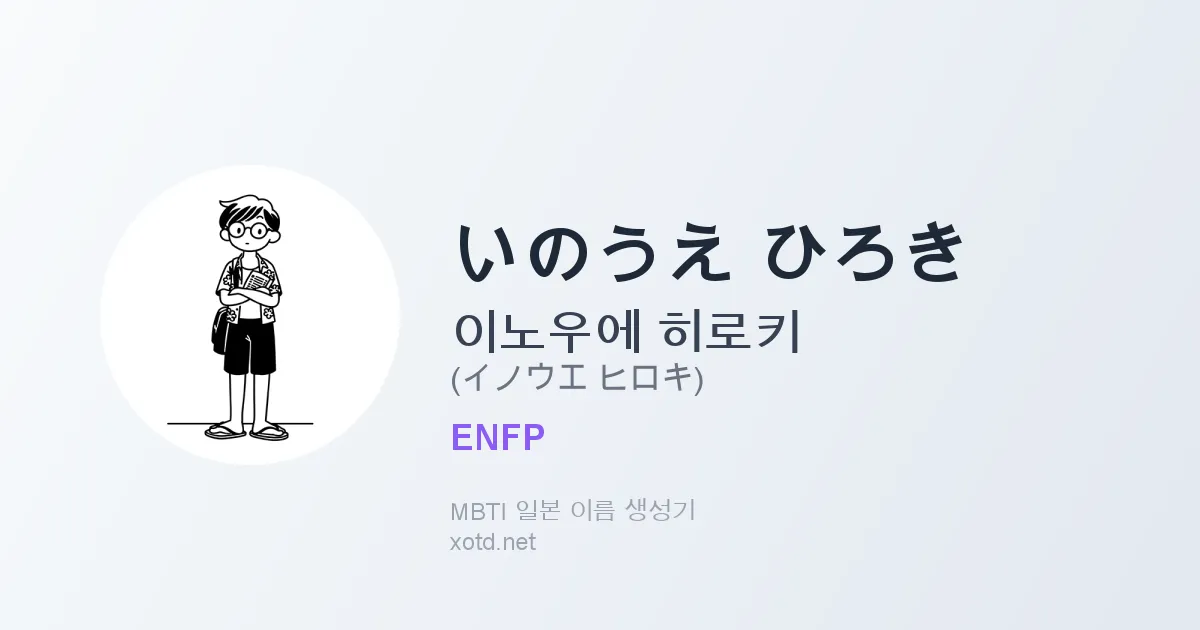 いのうえ ひろき
이노우에 히로키
(イノウエ ヒロキ)
ENFP
MBTI 일본 이름 생성기
xotd.net